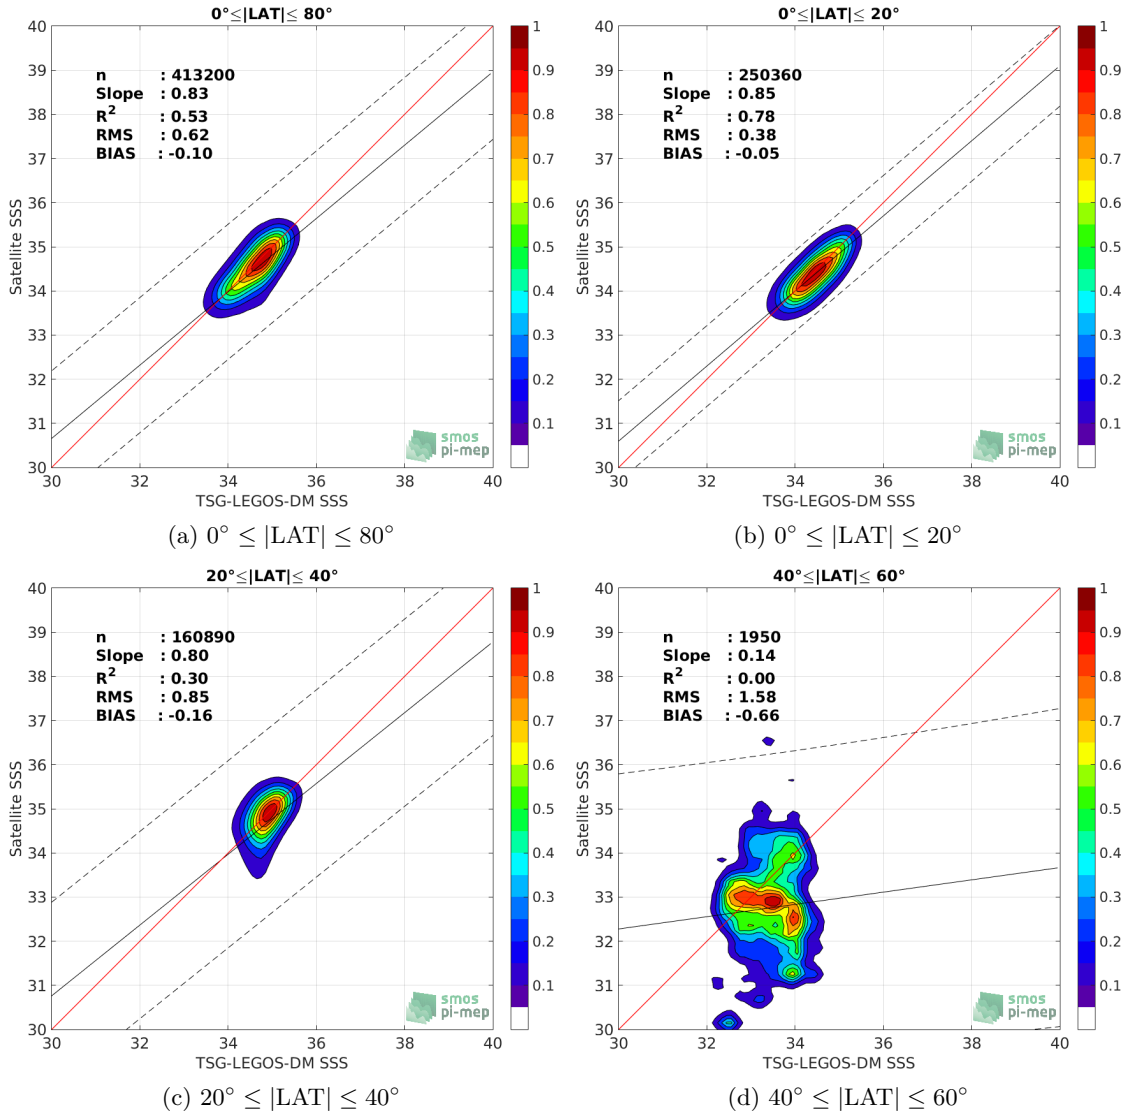 0°≤|LAT|≤ 80°
40
39
38
37
36
35
34
33
32
31
30
Satellite SSS
n : 413200
Slope : 0.83
R² : 0.53
RMS : 0.62
BIAS : -0.10
smos
pi-mep
30 32 34 36 38 40
TSG-LEGOS-DM SSS
1
0.9
0.8
0.7
0.6
0.5
0.4
0.3
0.2
0.1
(a) 0° ≤ |LAT| ≤ 80°
0°≤|LAT|≤ 20°
40
39
38
37
36
35
34
33
32
31
30
Satellite SSS
n : 250360
Slope : 0.85
R² : 0.78
RMS : 0.38
BIAS : -0.05
smos
pi-mep
30 32 34 36 38 40
TSG-LEGOS-DM SSS
1
0.9
0.8
0.7
0.6
0.5
0.4
0.3
0.2
0.1
(b) 0° ≤ |LAT| ≤ 20°
20°≤|LAT|≤ 40°
40
39
38
37
36
35
34
33
32
31
30
Satellite SSS
n : 160890
Slope : 0.80
R² : 0.30
RMS : 0.85
BIAS : -0.16
smos
pi-mep
30 32 34 36 38 40
TSG-LEGOS-DM SSS
1
0.9
0.8
0.7
0.6
0.5
0.4
0.3
0.2
0.1
(c) 20° ≤ |LAT| ≤ 40°
40°≤|LAT|≤ 60°
40
39
38
37
36
35
34
33
32
31
30
Satellite SSS
n : 1950
Slope : 0.14
R² : 0.00
RMS : 1.58
BIAS : -0.66
smos
pi-mep
30 32 34 36 38 40
TSG-LEGOS-DM SSS
1
0.9
0.8
0.7
0.6
0.5
0.4
0.3
0.2
0.1
(d) 40° ≤ |LAT| ≤ 60°